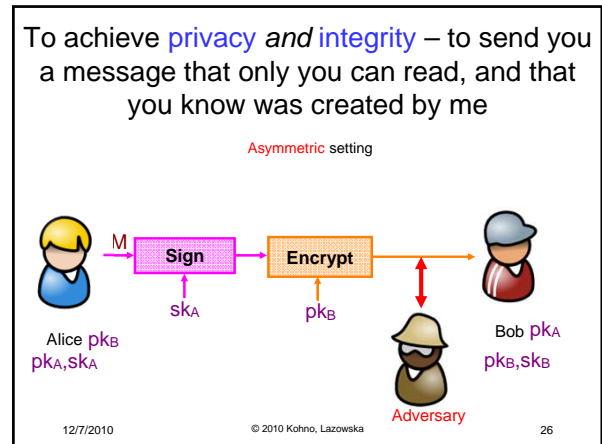 To achieve privacy and integrity – to send you
a message that only you can read, and that
you know was created by me
Asymmetric setting
M
Sign
Encrypt
skA
pkB
Alice pkB
pkA,skA
Bob pkA
pkB,skB
Adversary
12/7/2010
© 2010 Kohno, Lazowska
26